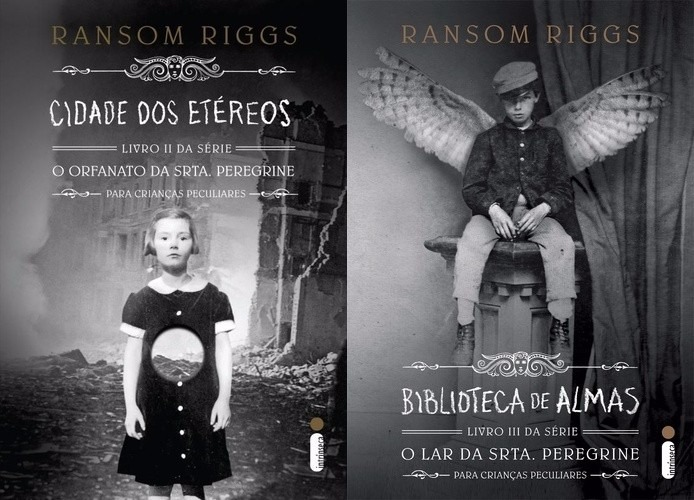 RANSOM RIGGS
CIDADE DOS ETÉREOS
LIVRO II DA SÉRIE
O ORFANATO DA SRTA. PEREGRINE
PARA CRIANÇAS PECULIARES
intrínseca
RANSOM RIGGS
BIBLIOTECA DE ALMAS
LIVRO III DA SÉRIE
O LAR DA SRTA. PEREGRINE
PARA CRIANÇAS PECULIARES
intrínseca